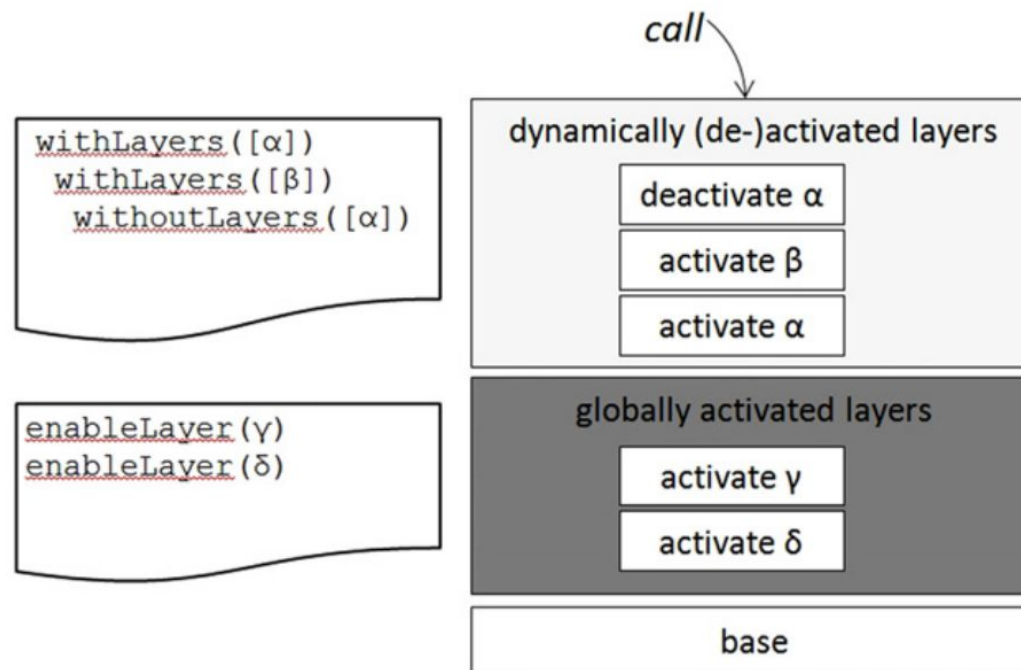 call
withLayers([α])
withLayers([β])
withoutLayers([α])
dynamically (de-)activated layers
deactivate α
activate β
activate α
enableLayer(γ)
enableLayer(δ)
globally activated layers
activate γ
activate δ
base